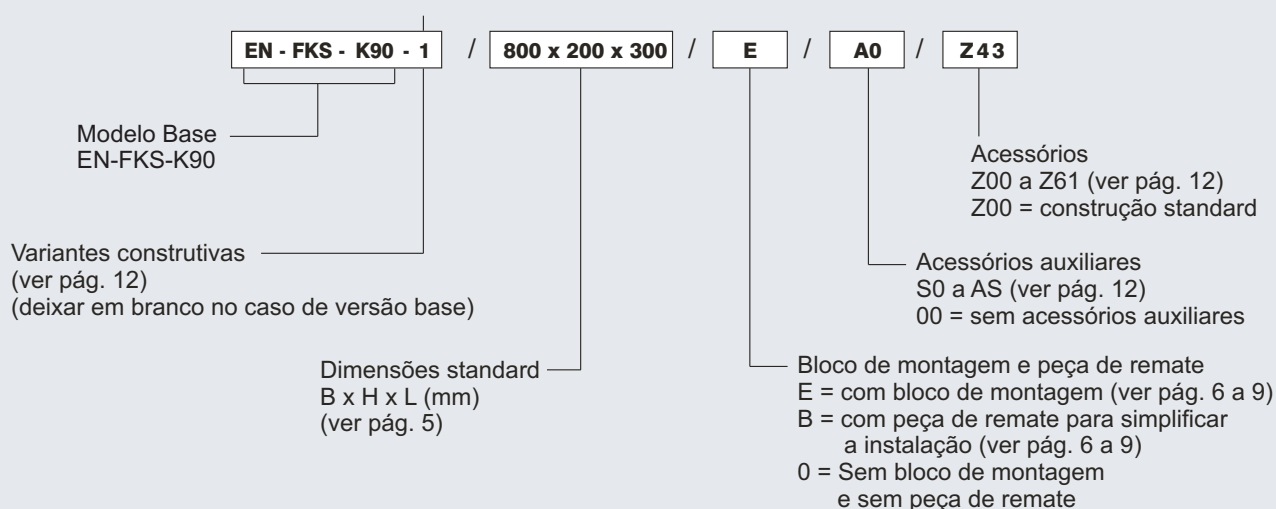 EN - FKS - K90 - 1 / 800 x 200 x 300 / E / A0 / Z43
Modelo Base
EN-FKS-K90
Acessórios
Z00 a Z61 (ver pág. 12)
Z00 = construção standard
Variantes construtivas
(ver pág. 12)
(deixar em branco no caso de versão base)
Acessórios auxiliares
S0 a AS (ver pág. 12)
00 = sem acessórios auxiliares
Dimensões standard
B x H x L (mm)
(ver pág. 5)
Bloco de montagem e peça de remate
E = com bloco de montagem (ver pág. 6 a 9)
B = com peça de remate para simplificar
a instalação (ver pág. 6 a 9)
0 = Sem bloco de montagem
e sem peça de remate